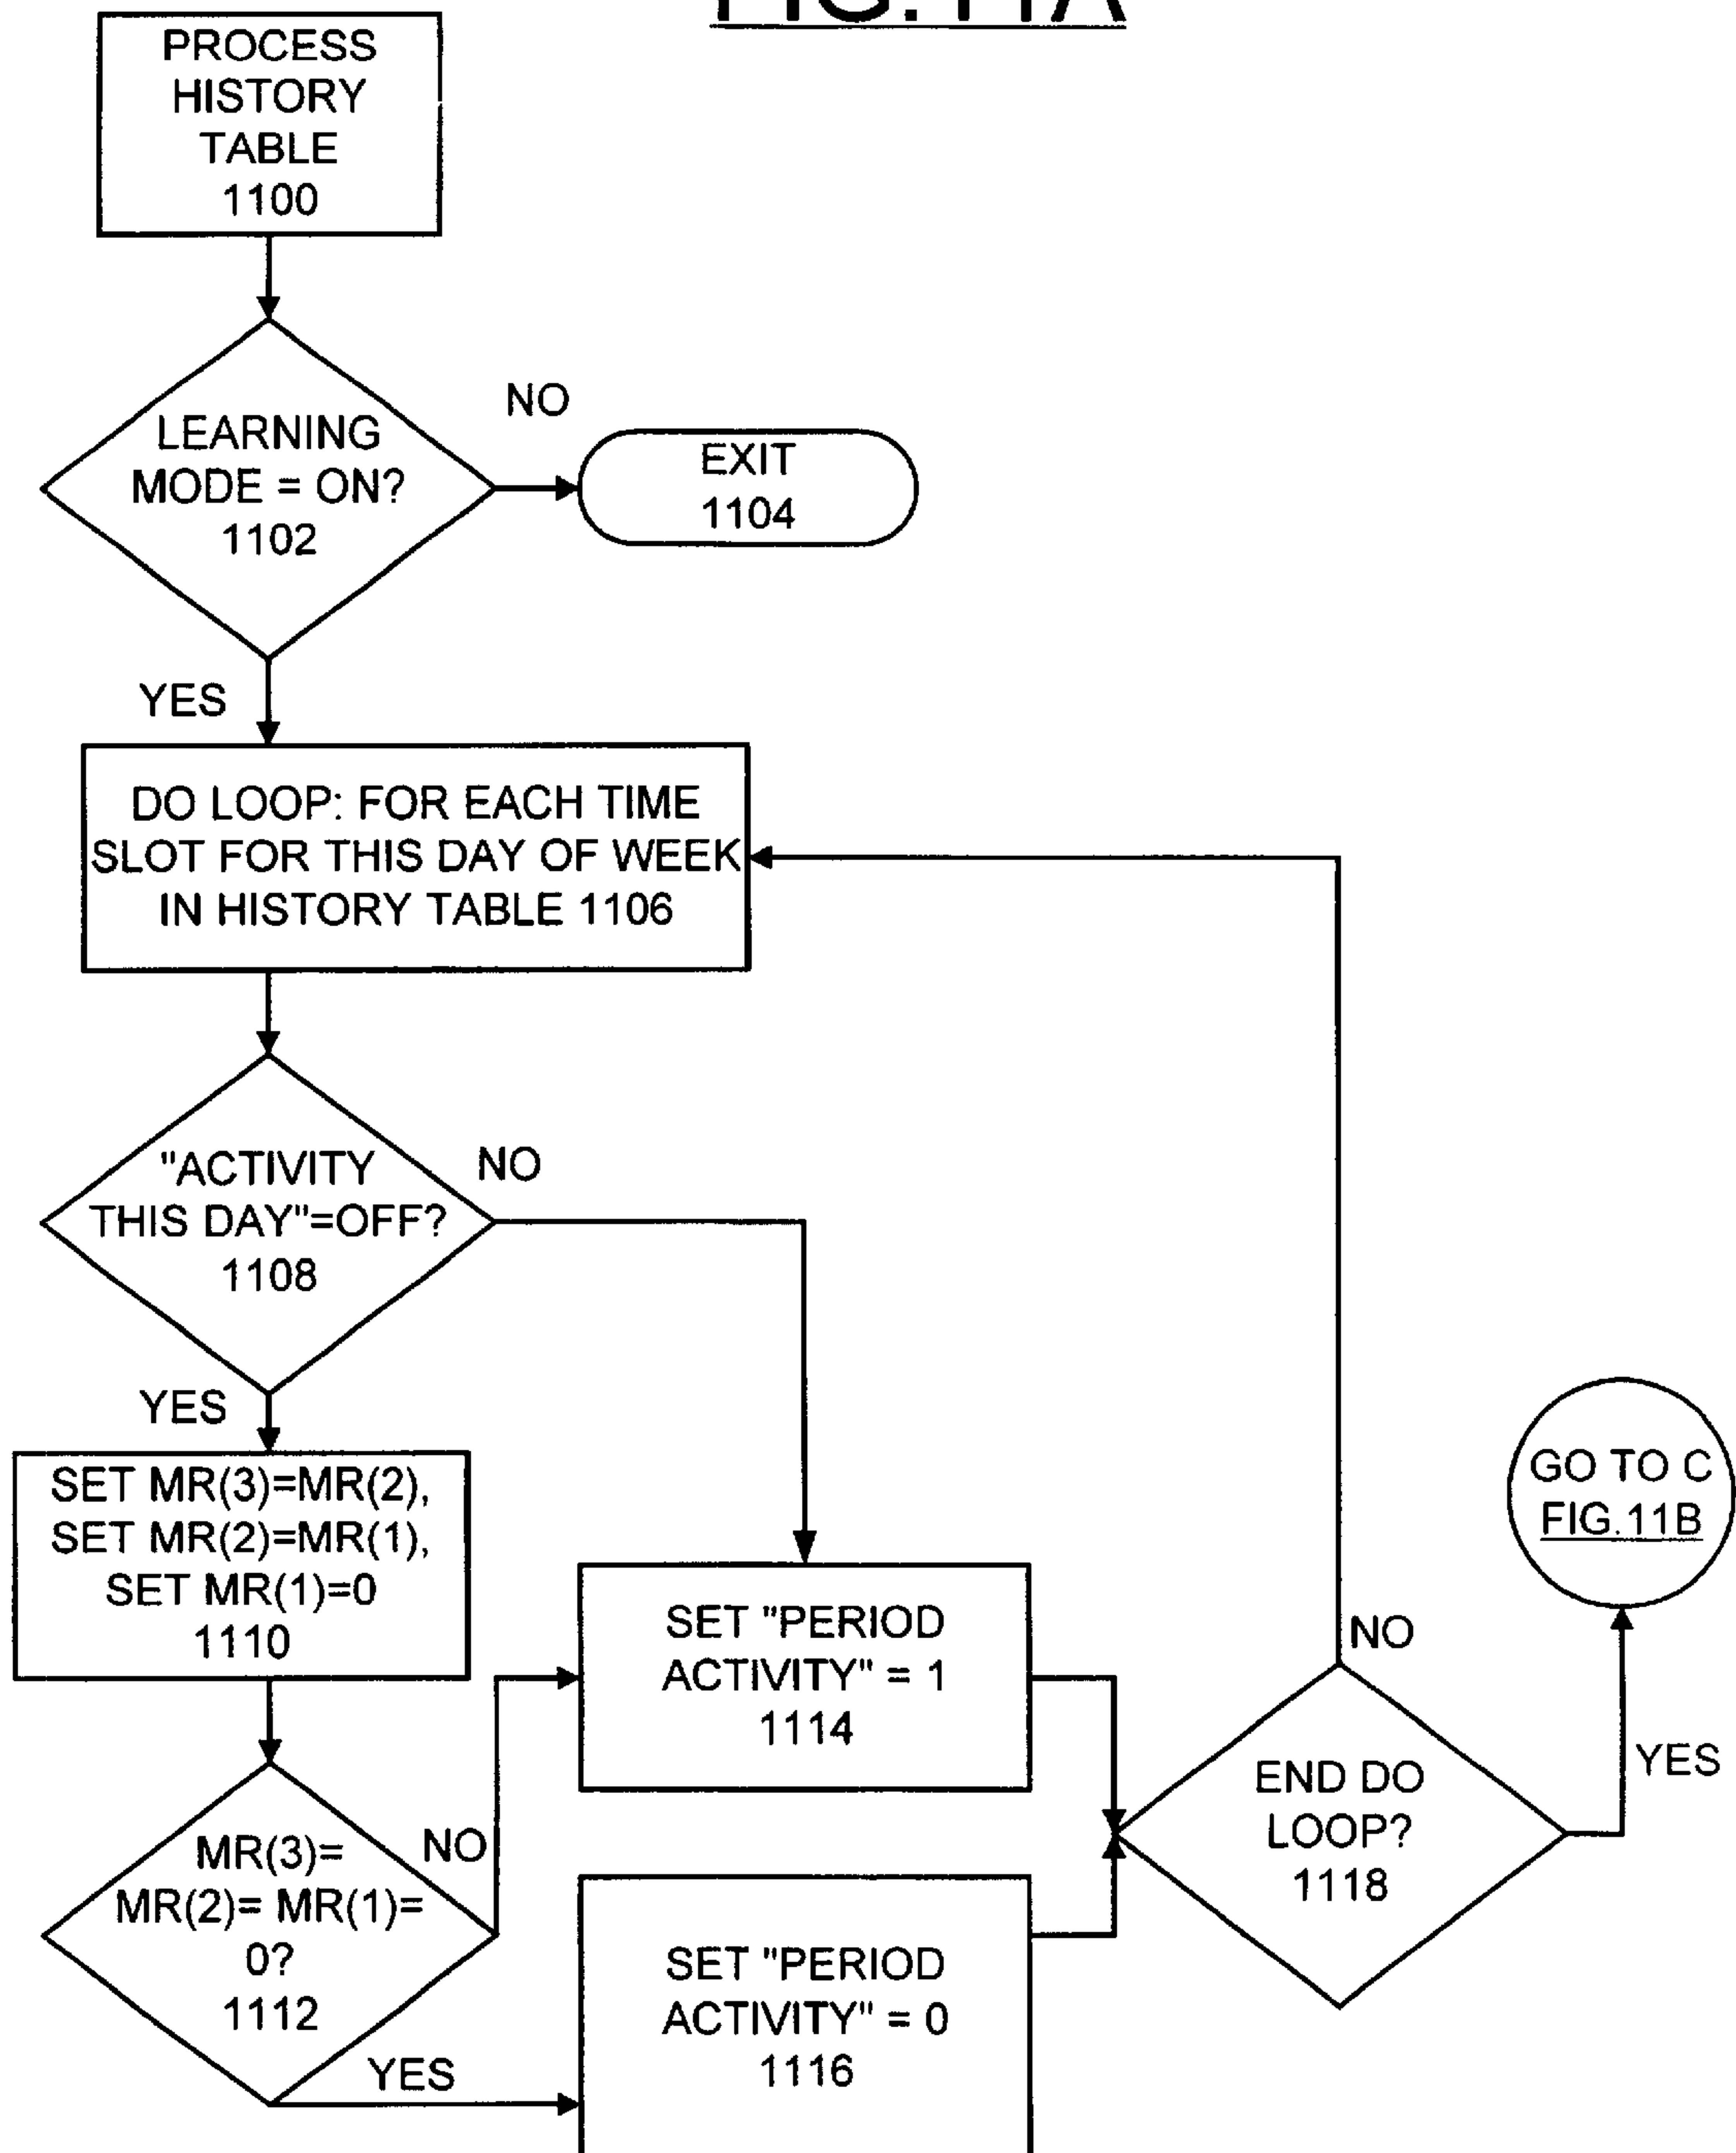 FIG.11A
PROCESS
HISTORY
TABLE
1100
LEARNING
MODE = ON?
1102
NO
EXIT
1104
YES
DO LOOP: FOR EACH TIME
SLOT FOR THIS DAY OF WEEK
IN HISTORY TABLE 1106
"ACTIVITY
THIS DAY"=OFF?
1108
NO
YES
SET MR(3)=MR(2),
SET MR(2)=MR(1),
SET MR(1)=0
1110
GO TO C
FIG.11B
SET "PERIOD
ACTIVITY" = 1
1114
NO
YES
END DO
LOOP?
1118
MR(3)=
MR(2)= MR(1)=
0?
1112
NO
YES
SET "PERIOD
ACTIVITY" = 0
1116